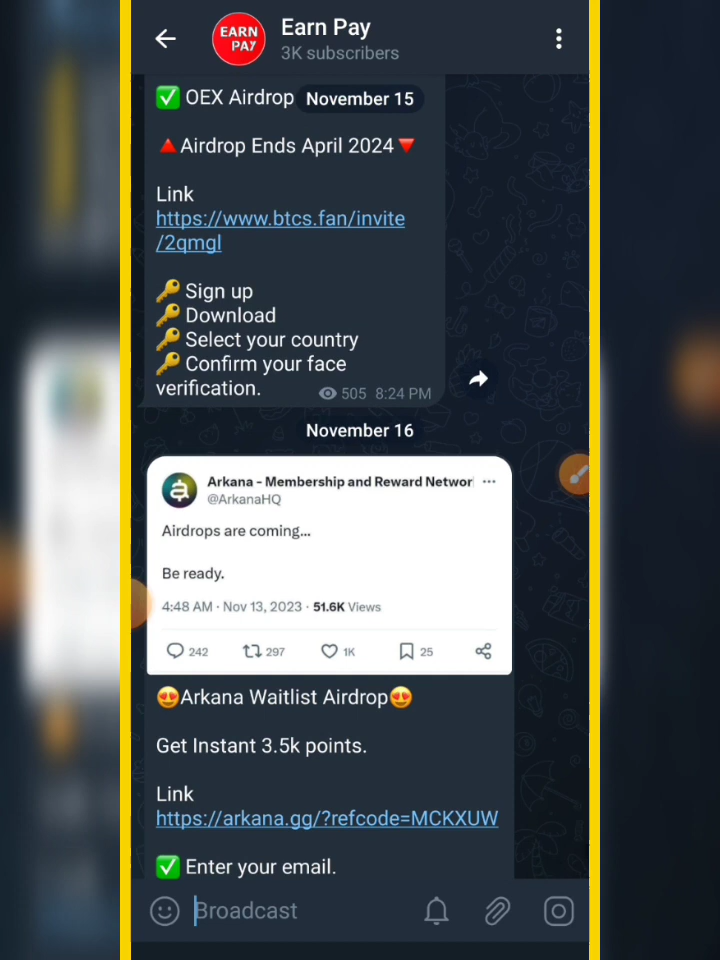 EARN PAY
Earn Pay
3K subscribers
✅ OEX Airdrop
November 15
🔺Airdrop Ends April 2024🔻
Link
https://www.btcs.fan/invite
/2qmgl
🔑 Sign up
🔑 Download
🔑 Select your country
🔑 Confirm your face
verification.
505 8:24 PM
November 16
Arkana - Membership and Reward Networ
@ArkanaHQ
Airdrops are coming...
Be ready.
4:48 AM · Nov 13, 2023 · 51.6K Views
242 297 1K 25
😍Arkana Waitlist Airdrop😍
Get Instant 3.5k points.
Link
https://arkana.gg/?refcode=MCKXUW
✅ Enter your email.
Broadcast